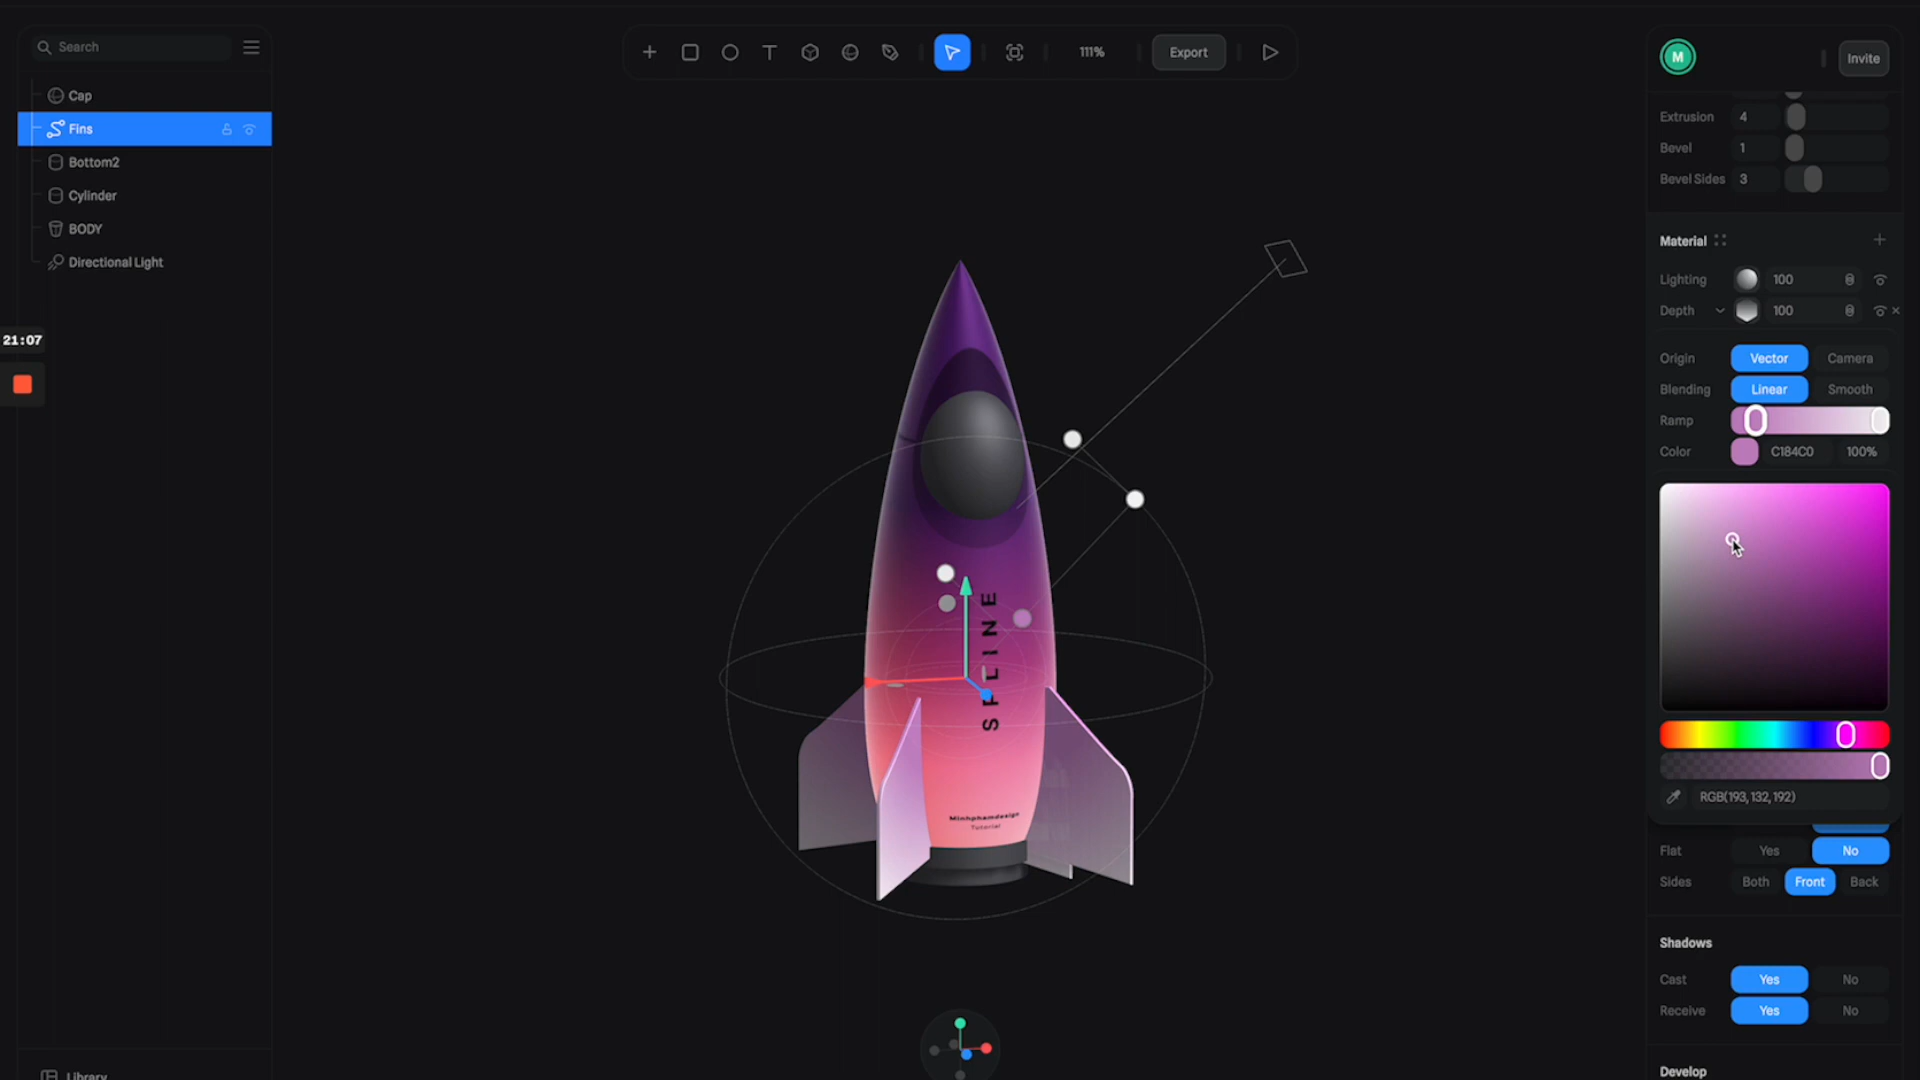 Search
111%
Export
M
Invite
Cap
Fins
Bottom2
Cylinder
BODY
Directional Light
21:07
SPLINE
Minhphamdesign
Tutorial
Extrusion 4
Bevel 1
Bevel Sides 3
Material
Lighting 100
Depth 100
Origin Vector Camera
Blending Linear Smooth
Ramp
Color C184C0 100%
RGB(193, 132, 192)
Flat Yes No
Sides Both Front Back
Shadows
Cast Yes No
Receive Yes No
Develop
Library